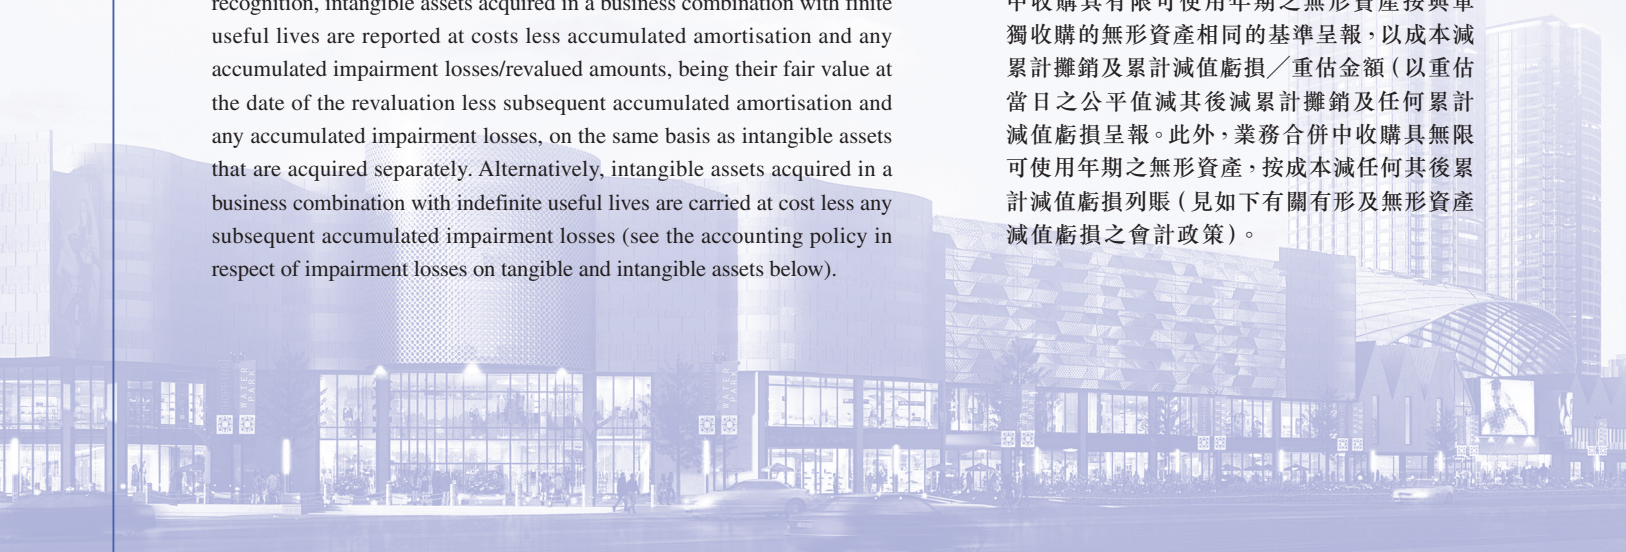 recognition, intangible assets acquired in a business combination with finite
useful lives are reported at costs less accumulated amortisation and any
accumulated impairment losses/revalued amounts, being their fair value at
the date of the revaluation less subsequent accumulated amortisation and
any accumulated impairment losses, on the same basis as intangible assets
that are acquired separately. Alternatively, intangible assets acquired in a
business combination with indefinite useful lives are carried at cost less any
subsequent accumulated impairment losses (see the accounting policy in
respect of impairment losses on tangible and intangible assets below).
中收購具有限可使用年期之無形資產按與單
獨收購的無形資產相同的基準呈報，以成本減
累計攤銷及累計減值虧損／重估金額（以重估
當日之公平值減其後減累計攤銷及任何累計
減值虧損呈報。此外，業務合併中收購具無限
可使用年期之無形資產，按成本減任何其後累
計減值虧損列賬（見如下有關有形及無形資產
減值虧損之會計政策）。
WATER PARK
WATER PARK